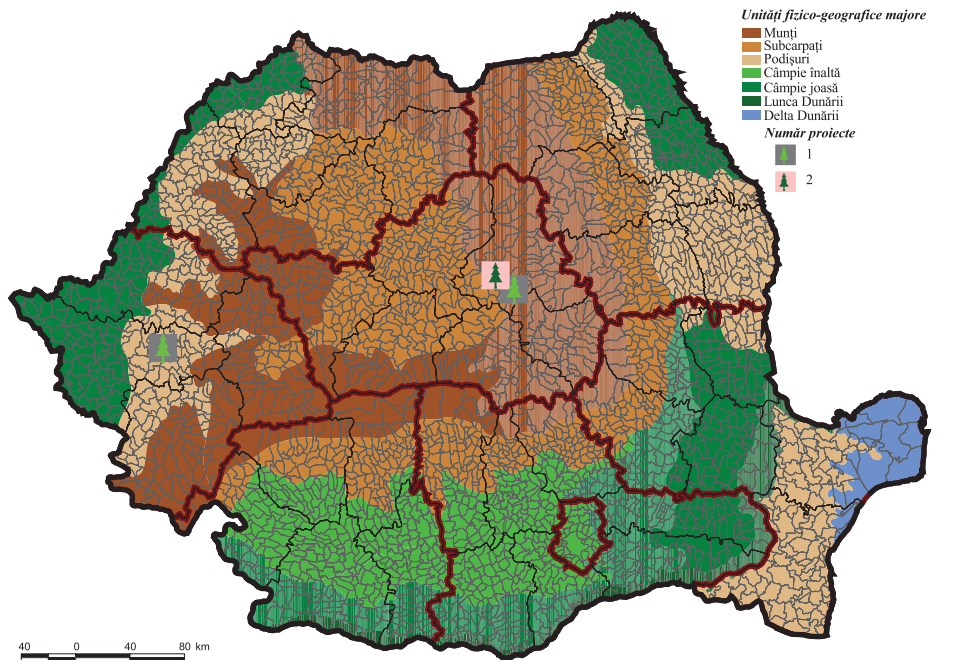 Unități fizico-geografice majore
Munți
Subcarpați
Podișuri
Câmpie înaltă
Câmpie joasă
Lunca Dunării
Delta Dunării
Număr proiecte
1
2
40 0 40 80 km